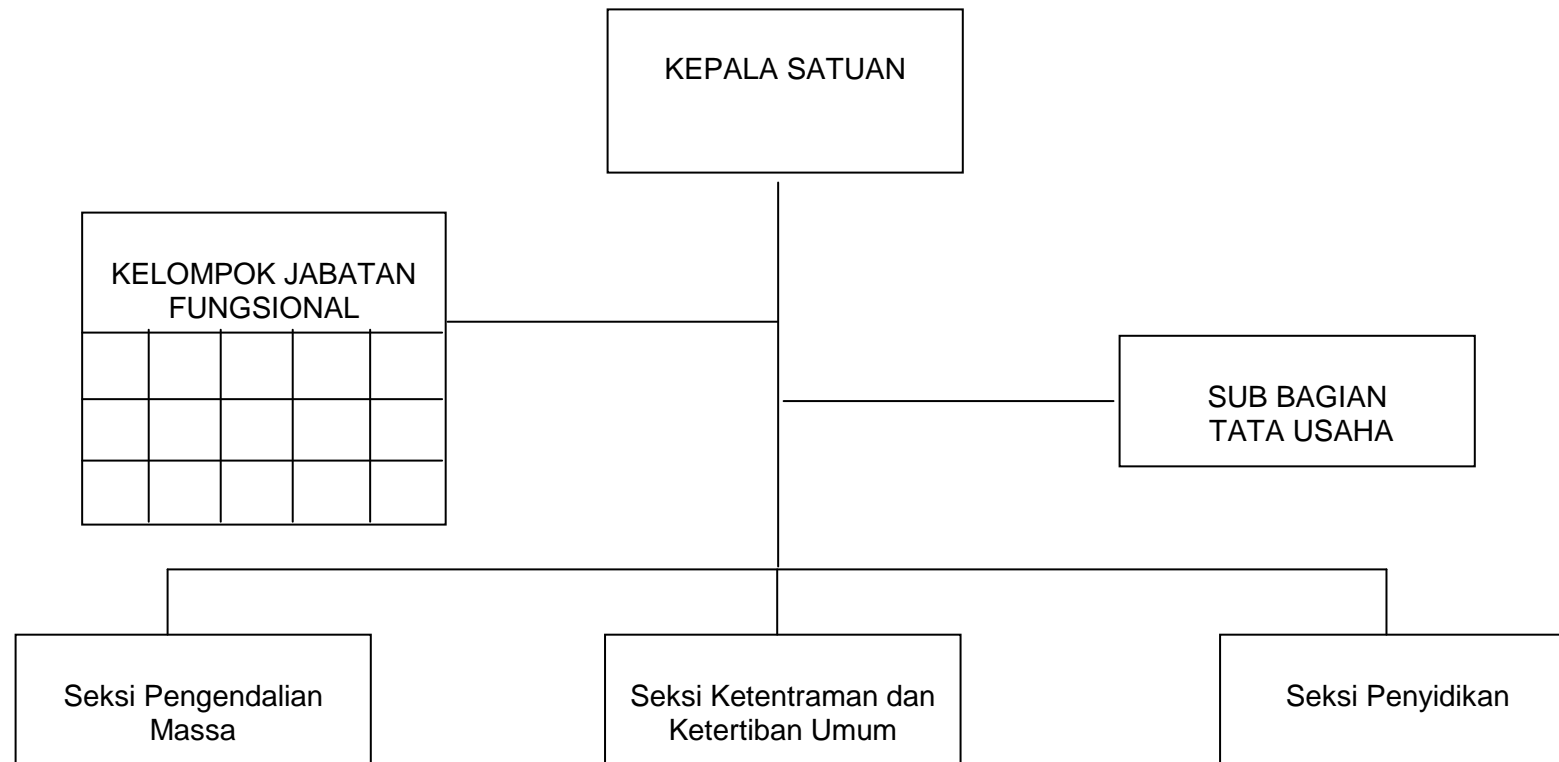 KEPALA SATUAN
KELOMPOK JABATAN
FUNGSIONAL
SUB BAGIAN
TATA USAHA
Seksi Pengendalian
Massa
Seksi Ketentraman dan
Ketertiban Umum
Seksi Penyidikan